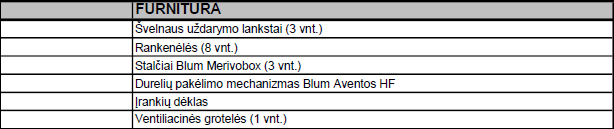 FURNITŪRA
Švelnaus uždarymo lankstai (3 vnt.)
Rankenėlės (8 vnt.)
Stalčiai Blum Merivobox (3 vnt.)
Durelių pakėlimo mechanizmas Blum Aventos HF
Įrankių dėklas
Ventiliacinės grotelės (1 vnt.)